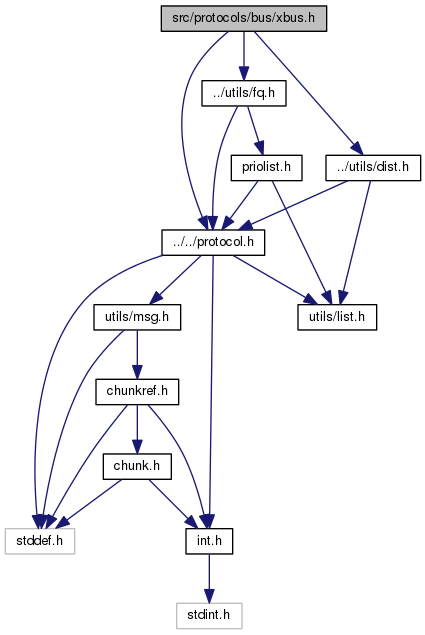 src/protocols/bus/xbus.h
../utils/fq.h
priolist.h
../utils/dist.h
../../protocol.h
utils/msg.h
utils/list.h
chunkref.h
chunk.h
stddef.h
int.h
stdint.h